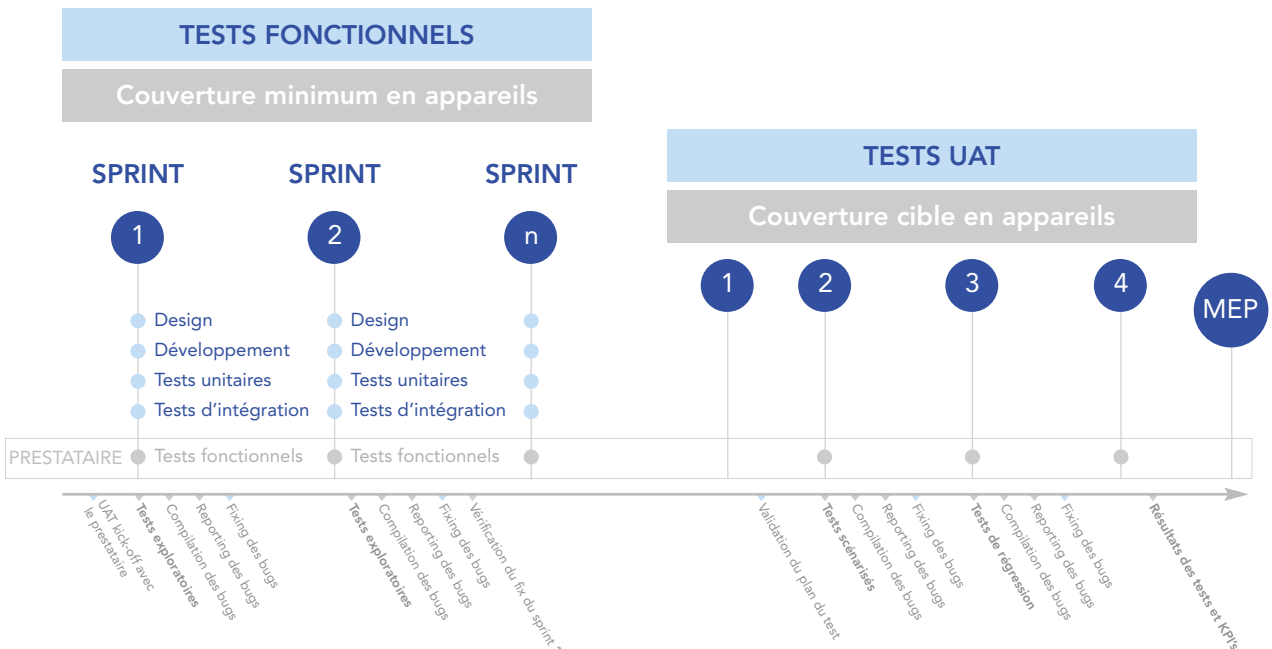 TESTS FONCTIONNELS
Couverture minimum en appareils
SPRINT
SPRINT
SPRINT
1
2
n
Design
Développement
Tests unitaires
Tests d'intégration
Design
Développement
Tests unitaires
Tests d'intégration
TESTS UAT
Couverture cible en appareils
1
2
3
4
MEP
PRESTATAIRE
Tests fonctionnels
Tests fonctionnels
UAT kick-off avec
le prestataire
Tests exploratoires
Compilation des bugs
Reporting des bugs
Fixing des bugs
Tests exploratoires
Compilation des bugs
Reporting des bugs
Fixing des bugs
Vérification du fix du sprint
Validation du plan du test
Tests scénarisés
Compilation des bugs
Reporting des bugs
Fixing des bugs
Tests de régression
Compilation des bugs
Reporting des bugs
Fixing des bugs
Résultats des tests et KPI's